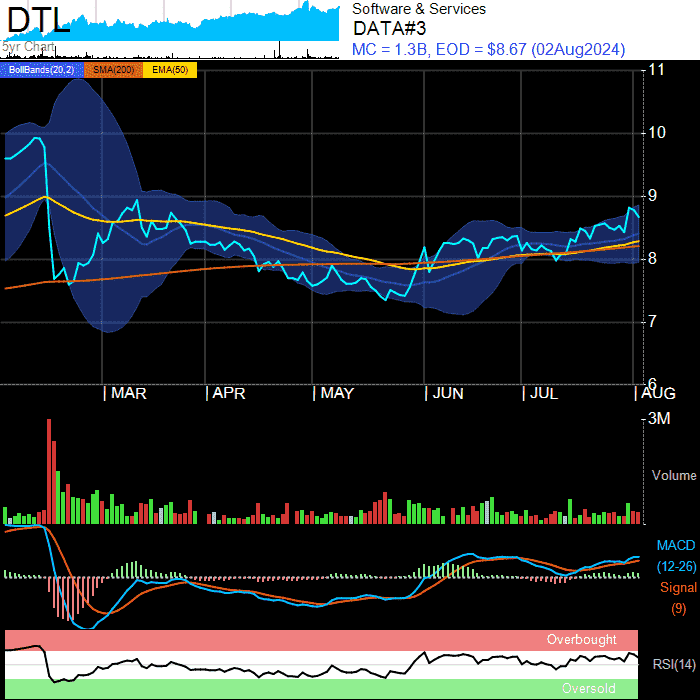 DTL
5yr Chart
Software & Services
DATA#3
MC = 1.3B, EOD = $8.67 (02Aug2024)
BollBands(20,2) SMA(200) EMA(50)
11
10
9
8
7
6
MAR APR MAY JUN JUL AUG
3M
Volume
MACD
(12-26)
Signal
(9)
Overbought
RSI(14)
Oversold